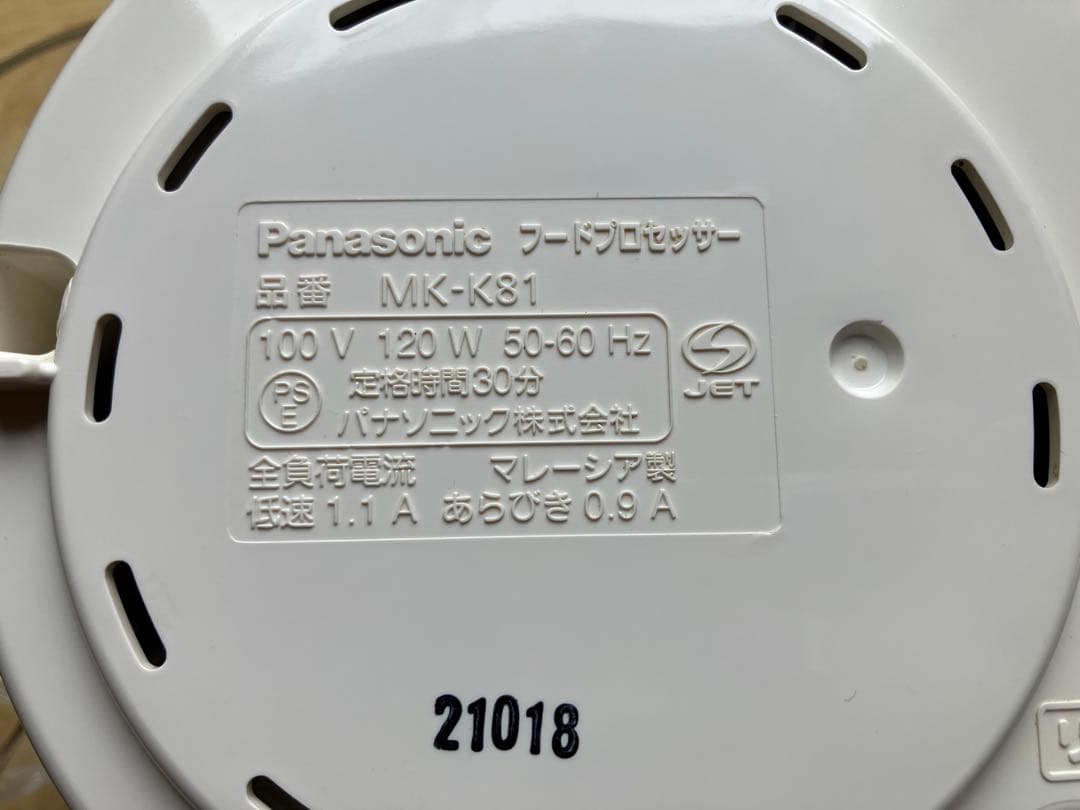 Panasonic フードプロセッサー
品番 MK-K81
100 V 120 W 50-60 Hz
PS E 定格時間30分
パナソニック株式会社
JET
全負荷電流 マレーシア製
低速 1.1 A あらびき 0.9 A
21018